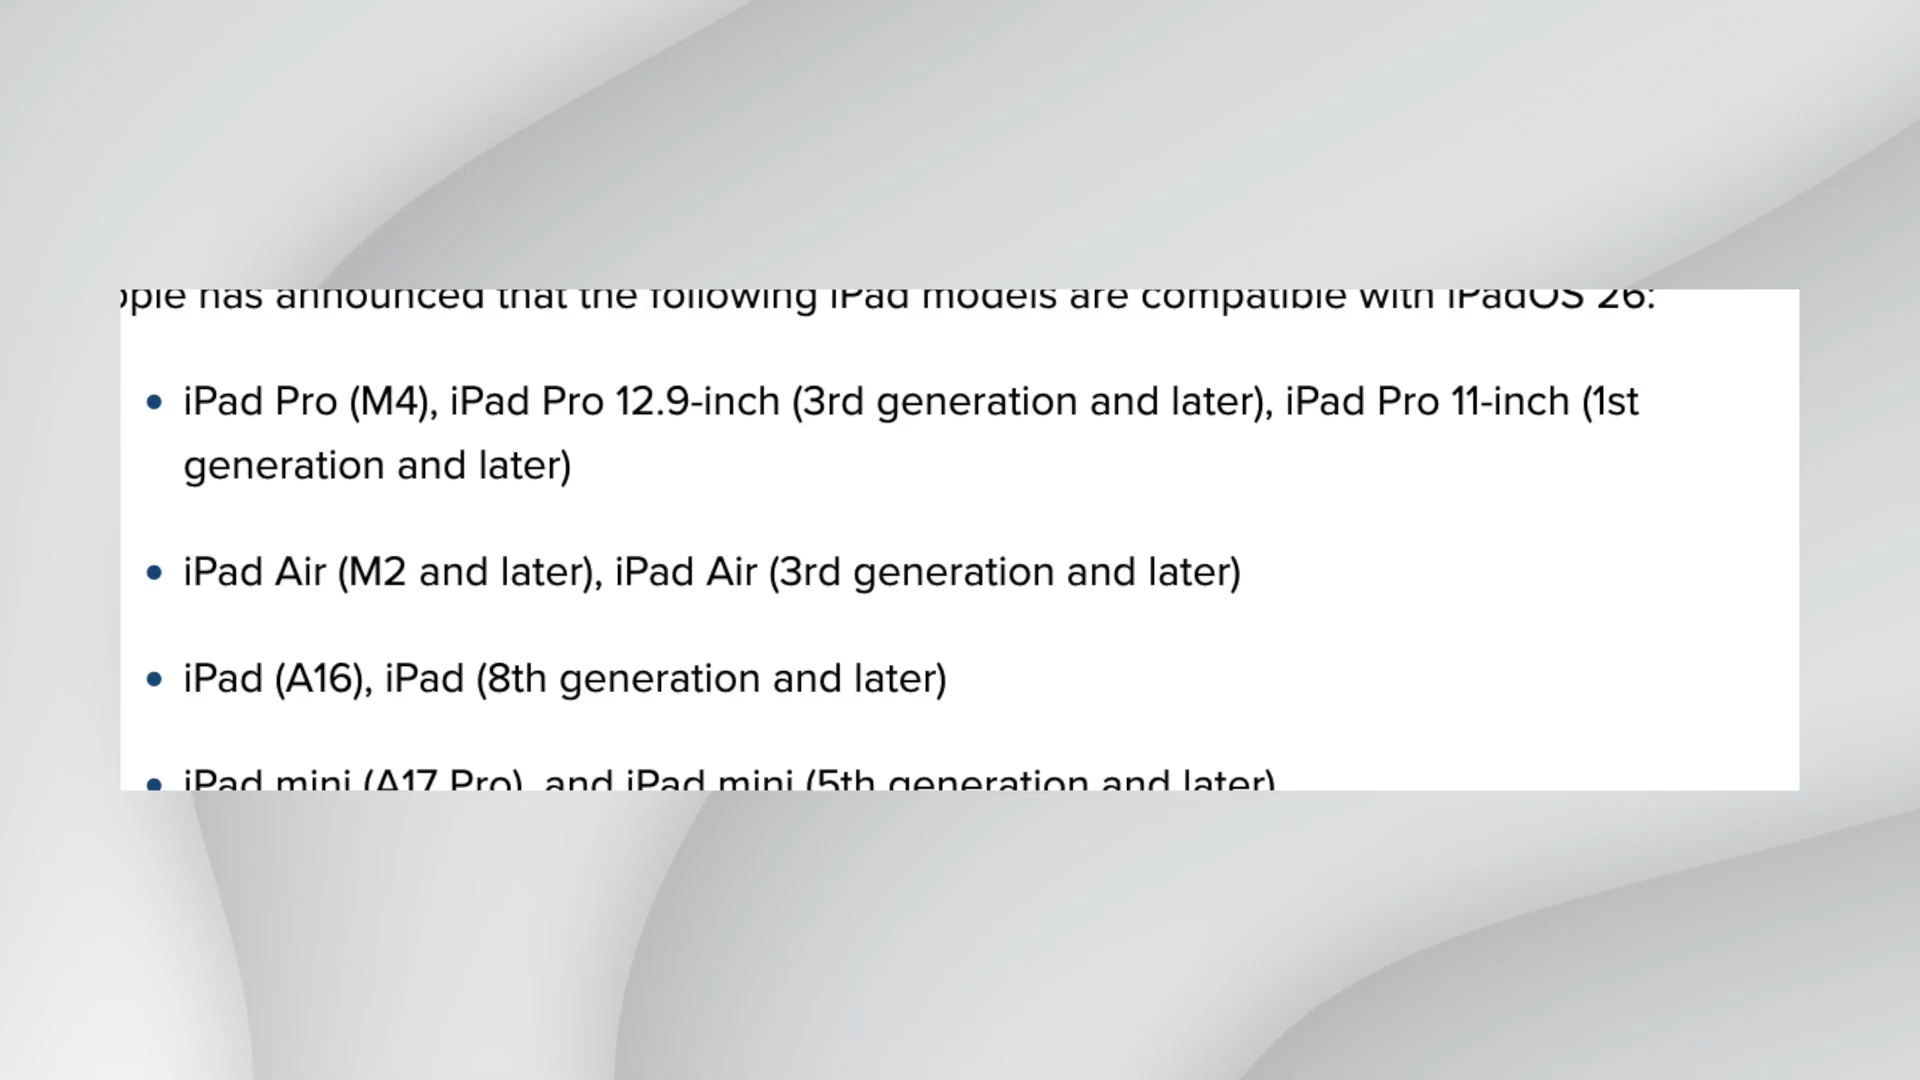 has announced that the following iPad models are compatible with iPadOS 26:
iPad Pro (M4), iPad Pro 12.9-inch (3rd generation and later), iPad Pro 11-inch (1st
generation and later)
iPad Air (M2 and later), iPad Air (3rd generation and later)
iPad (A16), iPad (8th generation and later)
iPad mini (A17 Pro), and iPad mini (5th generation and later)